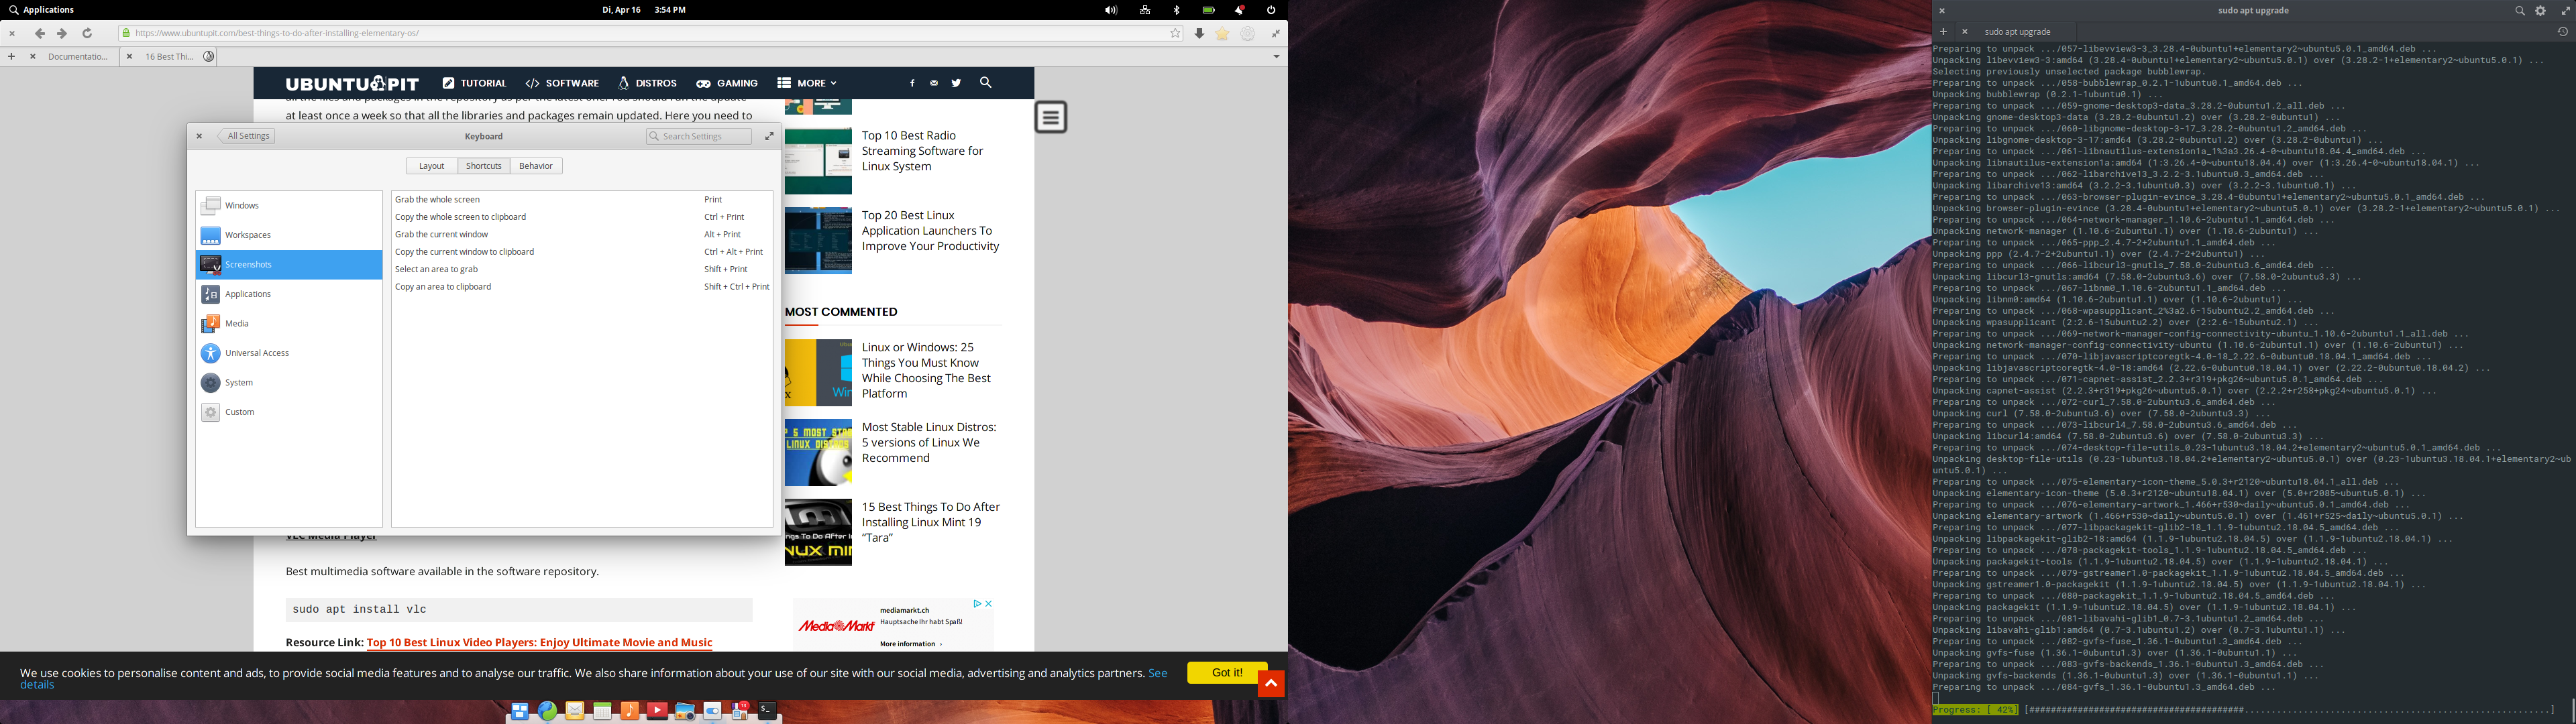 Applications
Di, Apr 16 3:54 PM
https://www.ubuntupit.com/best-things-to-do-after-installing-elementary-os/
Documentatio...
16 Best Thi...
UBUNTU PIT
TUTORIAL
SOFTWARE
DISTROS
GAMING
MORE
at least once a week so that all the libraries and packages remain updated. Here you need to
All Settings
Keyboard
Search Settings
Layout
Shortcuts
Behavior
Windows
Workspaces
Screenshots
Applications
Media
Universal Access
System
Custom
Grab the whole screen Print
Copy the whole screen to clipboard Ctrl + Print
Grab the current window Alt + Print
Copy the current window to clipboard Ctrl + Alt + Print
Select an area to grab Shift + Print
Copy an area to clipboard Shift + Ctrl + Print
VLC Media Player
Best multimedia software available in the software repository.
sudo apt install vlc
Resource Link: Top 10 Best Linux Video Players: Enjoy Ultimate Movie and Music
Top 10 Best Radio
Streaming Software for
Linux System
Top 20 Best Linux
Application Launchers To
Improve Your Productivity
MOST COMMENTED
Linux or Windows: 25
Things You Must Know
While Choosing The Best
Platform
Most Stable Linux Distros:
5 versions of Linux We
Recommend
15 Best Things To Do After
Installing Linux Mint 19
“Tara”
Media Markt
mediamarkt.ch
Hauptsache Ihr habt Spaß!
More information ›
We use cookies to personalise content and ads, to provide social media features and to analyse our traffic. We also share information about your use of our site with our social media, advertising and analytics partners. See
details
Got it!
sudo apt upgrade
sudo apt upgrade
Preparing to unpack .../057-libevview3-3_3.28.4-0ubuntu1+elementary2~ubuntu5.0.1_amd64.deb ...
Unpacking libevview3-3:amd64 (3.28.4-0ubuntu1+elementary2~ubuntu5.0.1) over (3.28.2-1+elementary2~ubuntu5.0.1) ...
Selecting previously unselected package bubblewrap.
Preparing to unpack .../058-bubblewrap_0.2.1-1ubuntu0.1_amd64.deb ...
Unpacking bubblewrap (0.2.1-1ubuntu0.1) ...
Preparing to unpack .../059-gnome-desktop3-data_3.28.2-0ubuntu1.2_all.deb ...
Unpacking gnome-desktop3-data (3.28.2-0ubuntu1.2) over (3.28.2-0ubuntu1) ...
Preparing to unpack .../060-libgnome-desktop-3-17_3.28.2-0ubuntu1.2_amd64.deb ...
Unpacking libgnome-desktop-3-17:amd64 (3.28.2-0ubuntu1.2) over (3.28.2-0ubuntu1) ...
Preparing to unpack .../061-libnautilus-extension1a_1%3a3.26.4-0~ubuntu18.04.4_amd64.deb ...
Unpacking libnautilus-extension1a:amd64 (1:3.26.4-0~ubuntu18.04.4) over (1:3.26.4-0~ubuntu18.04.1) ...
Preparing to unpack .../062-libarchive13_3.2.2-3.1ubuntu0.3_amd64.deb ...
Unpacking libarchive13:amd64 (3.2.2-3.1ubuntu0.3) over (3.2.2-3.1ubuntu0.1) ...
Preparing to unpack .../063-browser-plugin-evince_3.28.4-0ubuntu1+elementary2~ubuntu5.0.1_amd64.deb ...
Unpacking browser-plugin-evince (3.28.4-0ubuntu1+elementary2~ubuntu5.0.1) over (3.28.2-1+elementary2~ubuntu5.0.1) ...
Preparing to unpack .../064-network-manager_1.10.6-2ubuntu1.1_amd64.deb ...
Unpacking network-manager (1.10.6-2ubuntu1.1) over (1.10.6-2ubuntu1) ...
Preparing to unpack .../065-ppp_2.4.7-2+2ubuntu1.1_amd64.deb ...
Unpacking ppp (2.4.7-2+2ubuntu1.1) over (2.4.7-2+2ubuntu1) ...
Preparing to unpack .../066-libcurl3-gnutls_7.58.0-2ubuntu3.6_amd64.deb ...
Unpacking libcurl3-gnutls:amd64 (7.58.0-2ubuntu3.6) over (7.58.0-2ubuntu3.3) ...
Preparing to unpack .../067-libnm0_1.10.6-2ubuntu1.1_amd64.deb ...
Unpacking libnm0:amd64 (1.10.6-2ubuntu1.1) over (1.10.6-2ubuntu1) ...
Preparing to unpack .../068-wpasupplicant_2%3a2.6-15ubuntu2.2_amd64.deb ...
Unpacking wpasupplicant (2:2.6-15ubuntu2.2) over (2:2.6-15ubuntu2.1) ...
Preparing to unpack .../069-network-manager-config-connectivity-ubuntu_1.10.6-2ubuntu1.1_all.deb ...
Unpacking network-manager-config-connectivity-ubuntu (1.10.6-2ubuntu1.1) over (1.10.6-2ubuntu1) ...
Preparing to unpack .../070-libjavascriptcoregtk-4.0-18_2.22.6-0ubuntu0.18.04.1_amd64.deb ...
Unpacking libjavascriptcoregtk-4.0-18:amd64 (2.22.6-0ubuntu0.18.04.1) over (2.22.2-0ubuntu0.18.04.2) ...
Preparing to unpack .../071-capnet-assist_2.2.3+r319+pkg26~ubuntu5.0.1_amd64.deb ...
Unpacking capnet-assist (2.2.3+r319+pkg26~ubuntu5.0.1) over (2.2.2+r258+pkg24~ubuntu5.0.1) ...
Preparing to unpack .../072-curl_7.58.0-2ubuntu3.6_amd64.deb ...
Unpacking curl (7.58.0-2ubuntu3.6) over (7.58.0-2ubuntu3.3) ...
Preparing to unpack .../073-libcurl4_7.58.0-2ubuntu3.6_amd64.deb ...
Unpacking libcurl4:amd64 (7.58.0-2ubuntu3.6) over (7.58.0-2ubuntu3.3) ...
Preparing to unpack .../074-desktop-file-utils_0.23-1ubuntu3.18.04.2+elementary2~ubuntu5.0.1_amd64.deb ...
Unpacking desktop-file-utils (0.23-1ubuntu3.18.04.2+elementary2~ubuntu5.0.1) over (0.23-1ubuntu3.18.04.1+elementary2~ub
untu5.0.1) ...
Preparing to unpack .../075-elementary-icon-theme_5.0.3+r2120~ubuntu18.04.1_all.deb ...
Unpacking elementary-icon-theme (5.0.3+r2120~ubuntu18.04.1) over (5.0+r2085~ubuntu5.0.1) ...
Preparing to unpack .../076-elementary-artwork_1.466+r530~daily~ubuntu5.0.1_amd64.deb ...
Unpacking elementary-artwork (1.466+r530~daily~ubuntu5.0.1) over (1.461+r525~daily~ubuntu5.0.1) ...
Preparing to unpack .../077-libpackagekit-glib2-18_1.1.9-1ubuntu2.18.04.5_amd64.deb ...
Unpacking libpackagekit-glib2-18:amd64 (1.1.9-1ubuntu2.18.04.5) over (1.1.9-1ubuntu2.18.04.1) ...
Preparing to unpack .../078-packagekit-tools_1.1.9-1ubuntu2.18.04.5_amd64.deb ...
Unpacking packagekit-tools (1.1.9-1ubuntu2.18.04.5) over (1.1.9-1ubuntu2.18.04.1) ...
Preparing to unpack .../079-gstreamer1.0-packagekit_1.1.9-1ubuntu2.18.04.5_amd64.deb ...
Unpacking gstreamer1.0-packagekit (1.1.9-1ubuntu2.18.04.5) over (1.1.9-1ubuntu2.18.04.1) ...
Preparing to unpack .../080-packagekit_1.1.9-1ubuntu2.18.04.5_amd64.deb ...
Unpacking packagekit (1.1.9-1ubuntu2.18.04.5) over (1.1.9-1ubuntu2.18.04.1) ...
Preparing to unpack .../081-libavahi-glib1_0.7-3.1ubuntu1.2_amd64.deb ...
Unpacking libavahi-glib1:amd64 (0.7-3.1ubuntu1.2) over (0.7-3.1ubuntu1.1) ...
Preparing to unpack .../082-gvfs-fuse_1.36.1-0ubuntu1.3_amd64.deb ...
Unpacking gvfs-fuse (1.36.1-0ubuntu1.3) over (1.36.1-0ubuntu1.1) ...
Preparing to unpack .../083-gvfs-backends_1.36.1-0ubuntu1.3_amd64.deb ...
Unpacking gvfs-backends (1.36.1-0ubuntu1.3) over (1.36.1-0ubuntu1.1) ...
Preparing to unpack .../084-gvfs_1.36.1-0ubuntu1.3_amd64.deb ...
Progress: [ 42%]